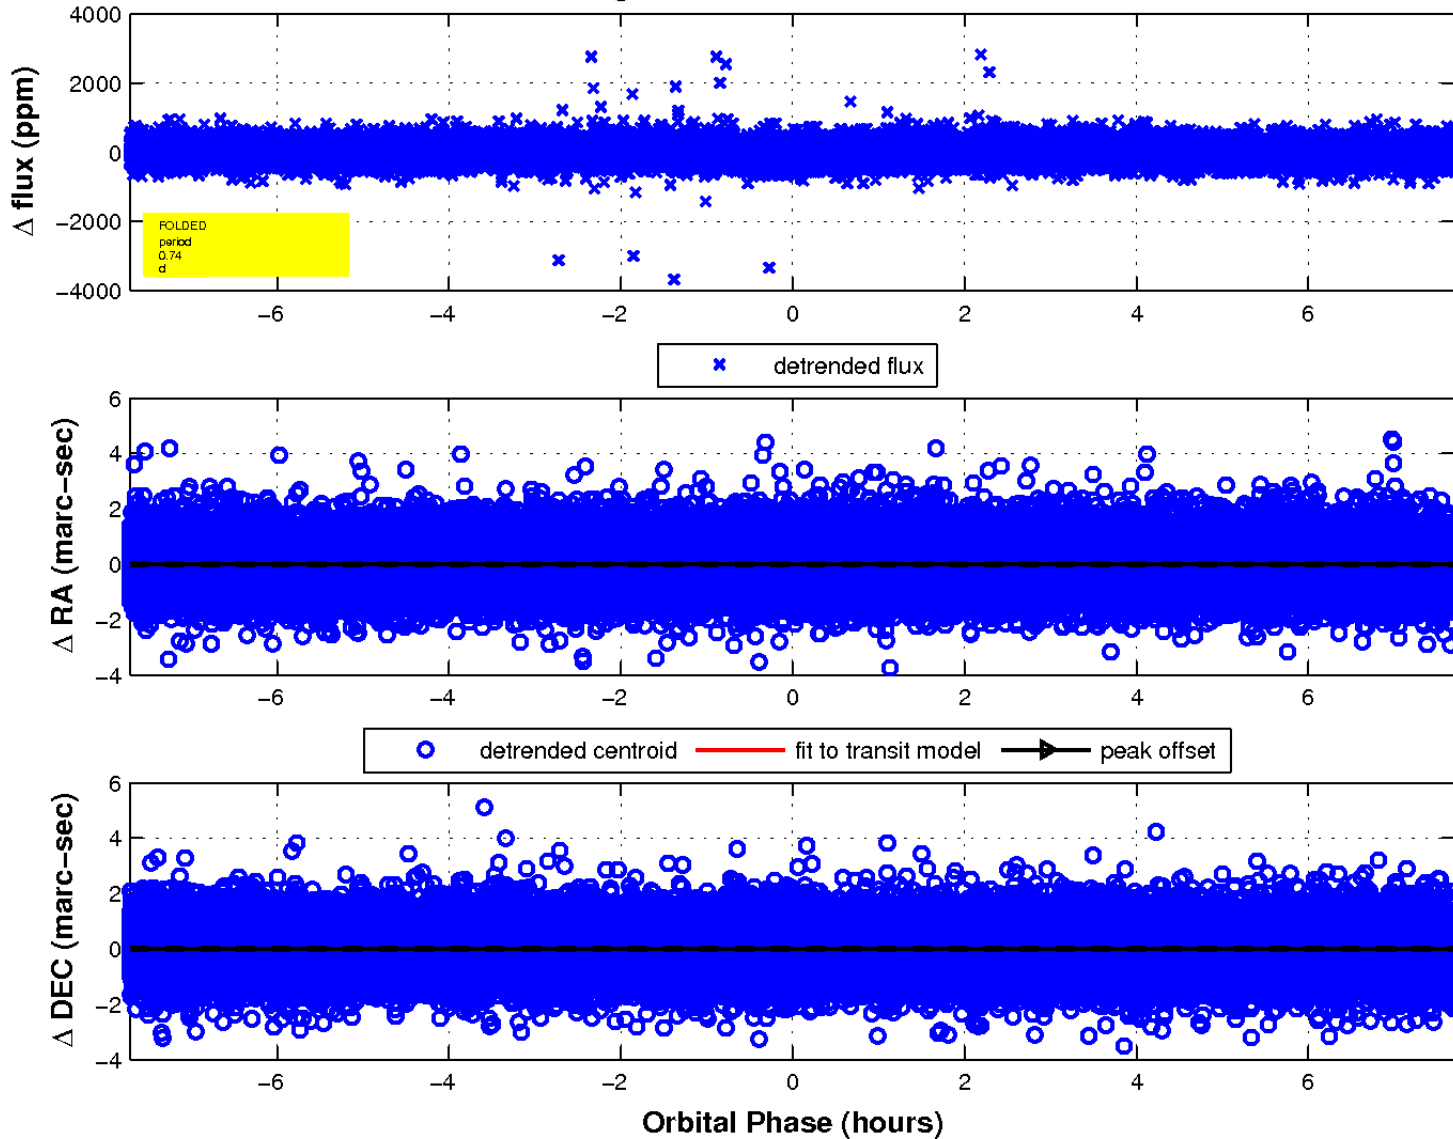 4000
2000
0
−2000
−4000
Δ flux (ppm)
FOLDED
period
0.74
d
−6 −4 −2 0 2 4 6
detrended flux
6
4
2
0
−2
−4
Δ RA (marc−sec)
−6 −4 −2 0 2 4 6
detrended centroid fit to transit model peak offset
6
4
2
0
−2
−4
Δ DEC (marc−sec)
−6 −4 −2 0 2 4 6
Orbital Phase (hours)